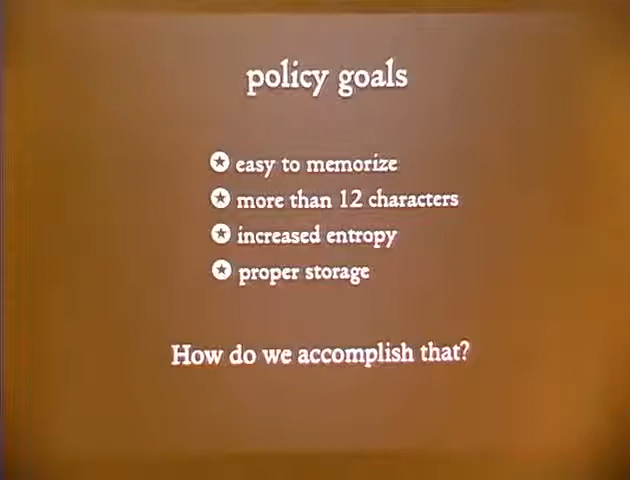 policy goals
easy to memorize
more than 12 characters
increased entropy
proper storage
How do we accomplish that?